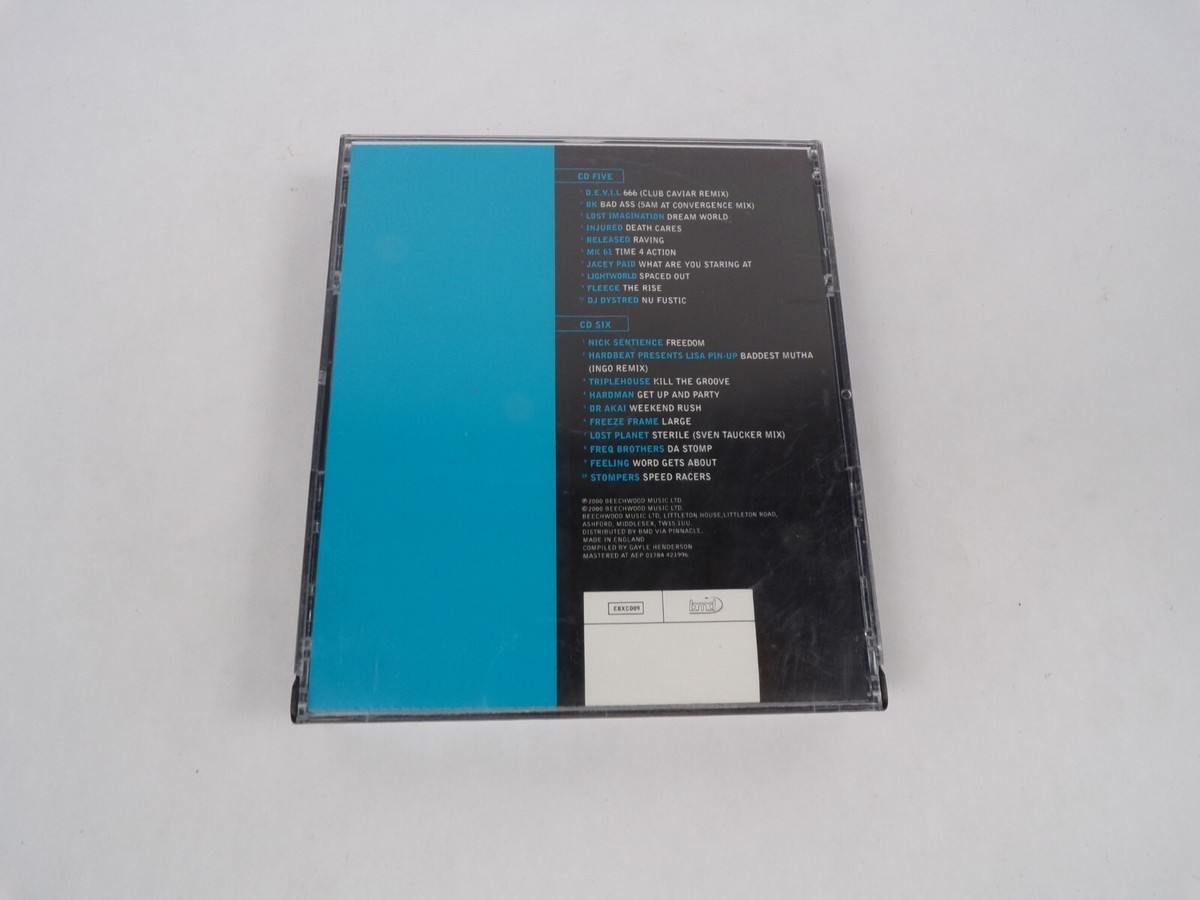 CD FIVE
1 D.E.V.I.L 666 (CLUB CAVIAR REMIX)
2 BK BAD ASS (5AM AT CONVERGENCE MIX)
3 LOST IMAGINATION DREAM WORLD
4 INJURED DEATH CARES
5 RELEASED RAVING
6 MK 61 TIME 4 ACTION
7 JACEY PAID WHAT ARE YOU STARING AT
8 LIGHTWORLD SPACED OUT
9 FLEECE THE RISE
10 DJ DYSTRED NU FUSTIC
CD SIX
1 NICK SENTIENCE FREEDOM
2 HARDBEAT PRESENTS LISA PIN-UP BADDEST MUTHA
(INGO REMIX)
3 TRIPLEHOUSE KILL THE GROOVE
4 HARDMAN GET UP AND PARTY
5 DR AKAI WEEKEND RUSH
6 FREEZE FRAME LARGE
7 LOST PLANET STERILE (SVEN TAUCKER MIX)
8 FREQ BROTHERS DA STOMP
9 FEELING WORD GETS ABOUT
10 STOMPERS SPEED RACERS
℗2000 BEECHWOOD MUSIC LTD.
©2000 BEECHWOOD MUSIC LTD.
BEECHWOOD MUSIC LTD, LITTLETON HOUSE,LITTLETON ROAD,
ASHFORD, MIDDLESEX, TW15 1UU.
DISTRIBUTED BY BMD VIA PINNACLE.
MADE IN ENGLAND
COMPILED BY GAYLE HENDERSON
MASTERED AT AEP 01784 421996
EBXCD09 bmd